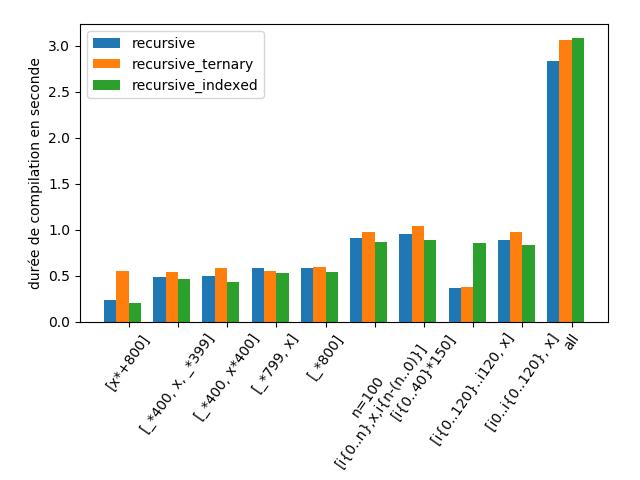 durée de compilation en seconde
3.0
2.5
2.0
1.5
1.0
0.5
0.0
recursive
recursive_ternary
recursive_indexed
[x*+800]
[_*400, x, _*399]
[_*400, x*400]
[_*799, x]
[_*800]
n=100
[i{0..n},x,i{n-(n..0)}]
[i{0..40}*150]
[i{0..120}..i120, x]
[i0..i{0..120}, x]
all